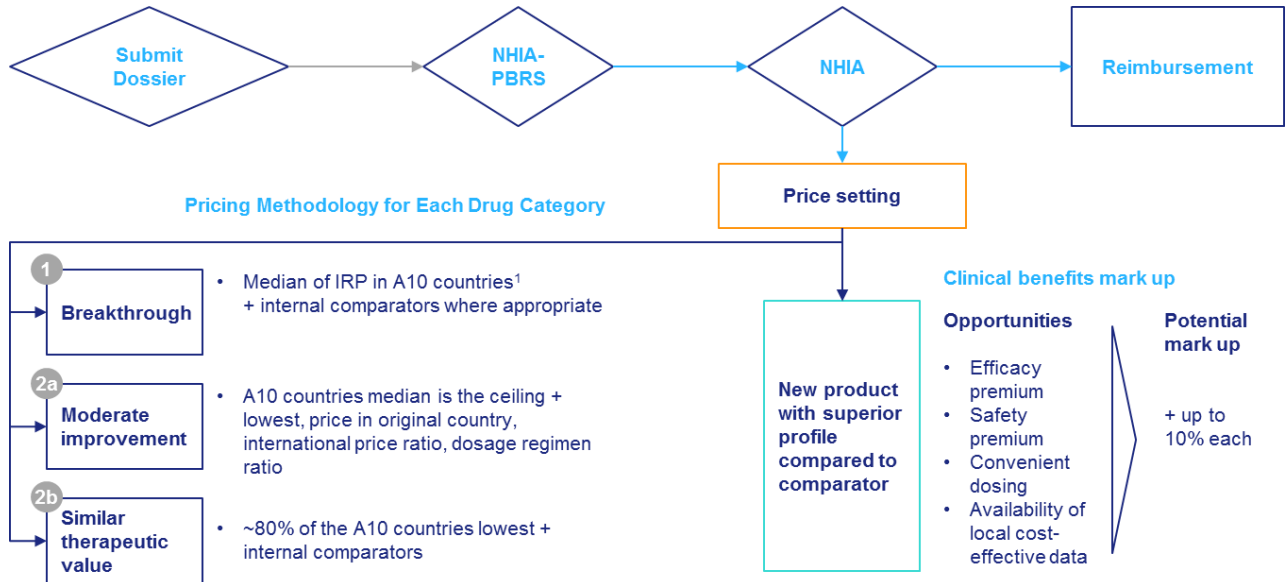 Submit
Dossier
NHIA-
PBRS
NHIA
Reimbursement
Price setting
Pricing Methodology for Each Drug Category
1
Breakthrough
• Median of IRP in A10 countries¹
+ internal comparators where appropriate
2a
Moderate
improvement
• A10 countries median is the ceiling +
lowest, price in original country,
international price ratio, dosage regimen
ratio
2b
Similar
therapeutic
value
• ~80% of the A10 countries lowest +
internal comparators
New product
with superior
profile
compared to
comparator
Clinical benefits mark up
Opportunities
• Efficacy
premium
• Safety
premium
• Convenient
dosing
• Availability of
local cost-
effective data
Potential
mark up
+ up to
10% each